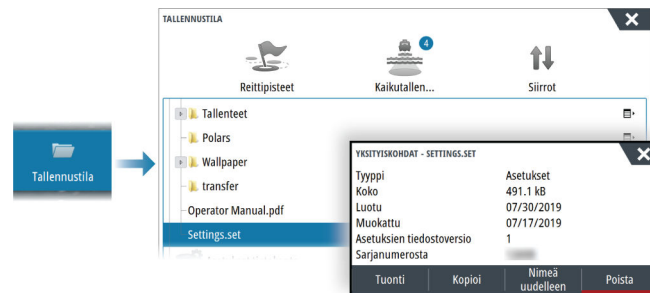 TALLENNUSTILA
4
Reittipisteet Kaikutallen... Siirrot
Tallenteet
Polars
Wallpaper
transfer
Operator Manual.pdf
Settings.set
Tallennustila
YKSITYISKOHDAT - SETTINGS.SET
Tyyppi Asetukset
Koko 491.1 kB
Luotu 07/30/2019
Muokattu 07/17/2019
Asetuksien tiedostoversio 1
Sarjanumerosta
Tuonti Kopioi Nimeä uudelleen Poista